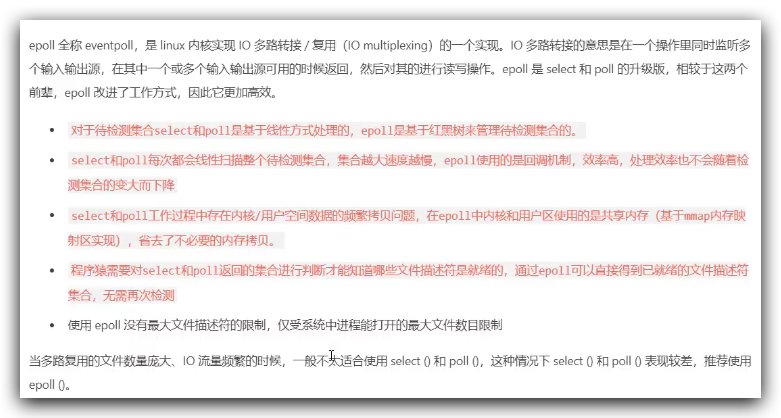 epoll 全称 eventpoll，是 linux 内核实现 IO 多路转接 / 复用（IO multiplexing）的一个实现。IO 多路转接的意思是在一个操作里同时监听多
个输入输出源，在其中一个或多个输入输出源可用的时候返回，然后对其的进行读写操作。epoll 是 select 和 poll 的升级版，相较于这两个
前辈，epoll 改进了工作方式，因此它更加高效。
• 对于待检测集合select和poll是基于线性方式处理的，epoll是基于红黑树来管理待检测集合的。
• select和poll每次都会线性扫描整个待检测集合，集合越大速度越慢，epoll使用的是回调机制，效率高，处理效率也不会随着检
测集合的变大而下降
• select和poll工作过程中存在内核/用户空间数据的频繁拷贝问题，在epoll中内核和用户区使用的是共享内存（基于mmap内存映
射区实现），省去了不必要的内存拷贝。
• 程序猿需要对select和poll返回的集合进行判断才能知道哪些文件描述符是就绪的，通过epoll可以直接得到已就绪的文件描述符
集合，无需再次检测
• 使用 epoll 没有最大文件描述符的限制，仅受系统中进程能打开的最大文件数目限制
当多路复用的文件数量庞大、IO 流量频繁的时候，一般不太适合使用 select () 和 poll ()，这种情况下 select () 和 poll () 表现较差，推荐使用
epoll ()。